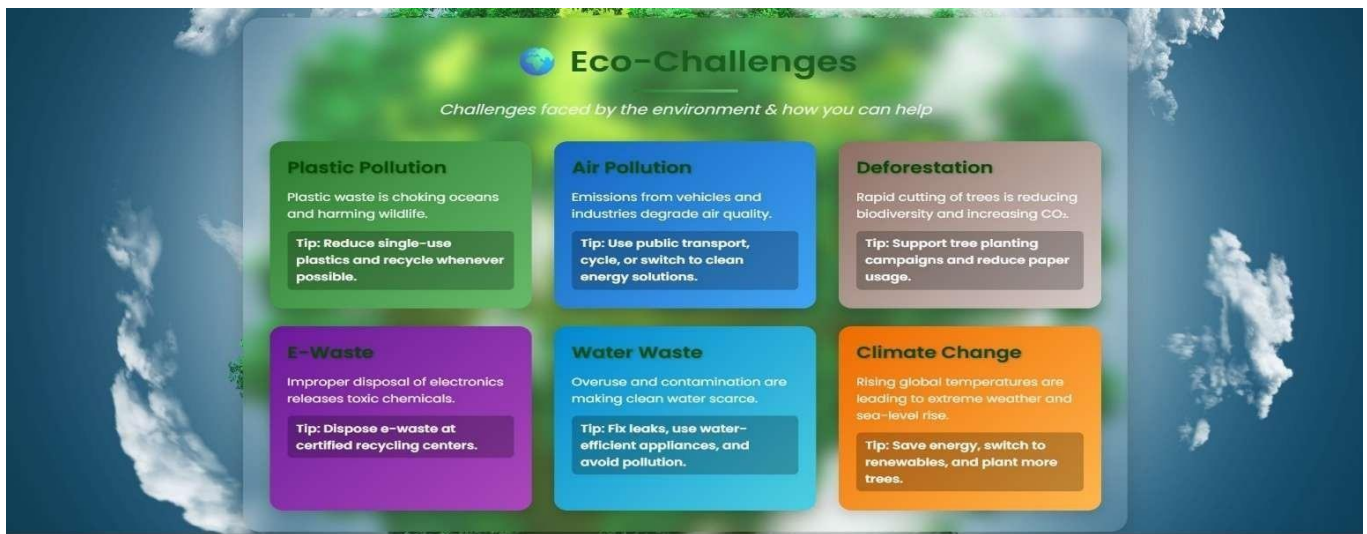 Eco-Challenges
Challenges faced by the environment & how you can help
Plastic Pollution
Plastic waste is choking oceans
and harming wildlife.
Tip: Reduce single-use
plastics and recycle whenever
possible.
Air Pollution
Emissions from vehicles and
industries degrade air quality.
Tip: Use public transport,
cycle, or switch to clean
energy solutions.
Deforestation
Rapid cutting of trees is reducing
biodiversity and increasing CO₂.
Tip: Support tree planting
campaigns and reduce paper
usage.
E-Waste
Improper disposal of electronics
releases toxic chemicals.
Tip: Dispose e-waste at
certified recycling centers.
Water Waste
Overuse and contamination are
making clean water scarce.
Tip: Fix leaks, use water-
efficient appliances, and
avoid pollution.
Climate Change
Rising global temperatures are
leading to extreme weather and
sea-level rise.
Tip: Save energy, switch to
renewables, and plant more
trees.